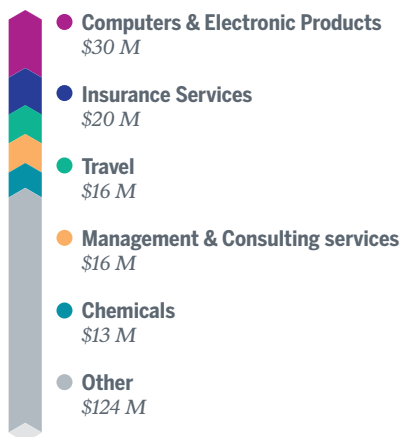 Computers & Electronic Products
$30 M
Insurance Services
$20 M
Travel
$16 M
Management & Consulting services
$16 M
Chemicals
$13 M
Other
$124 M